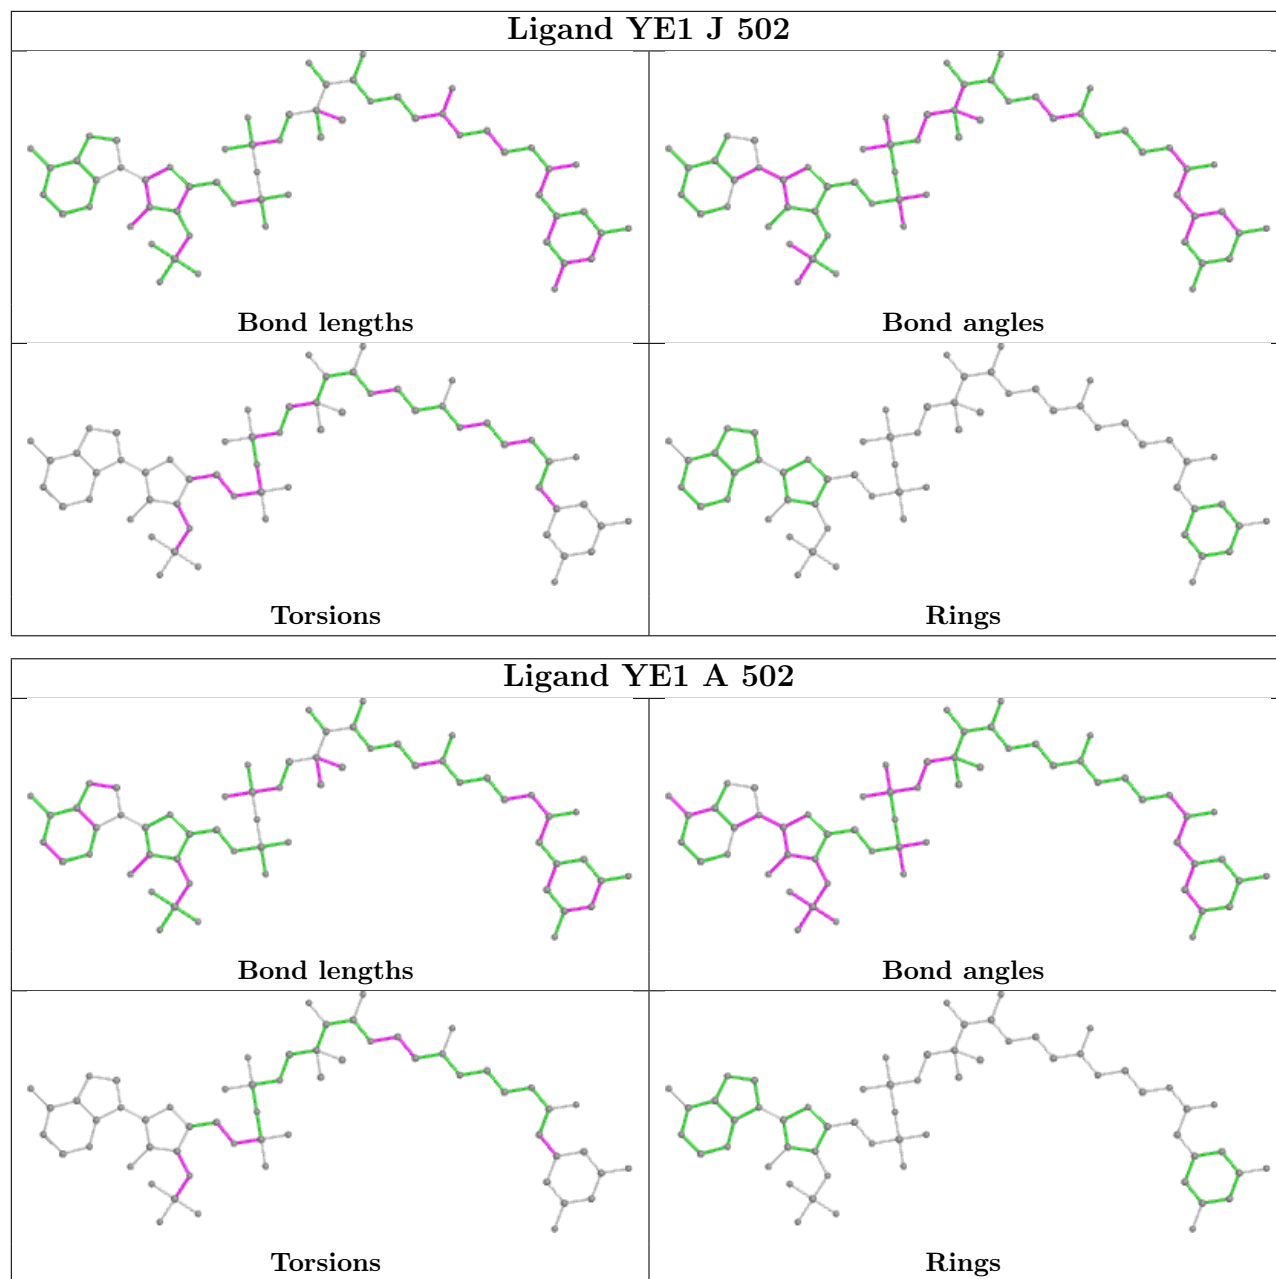 Ligand YE1 J 502
Bond lengths
Bond angles
Torsions
Rings
Ligand YE1 A 502
Bond lengths
Bond angles
Torsions
Rings